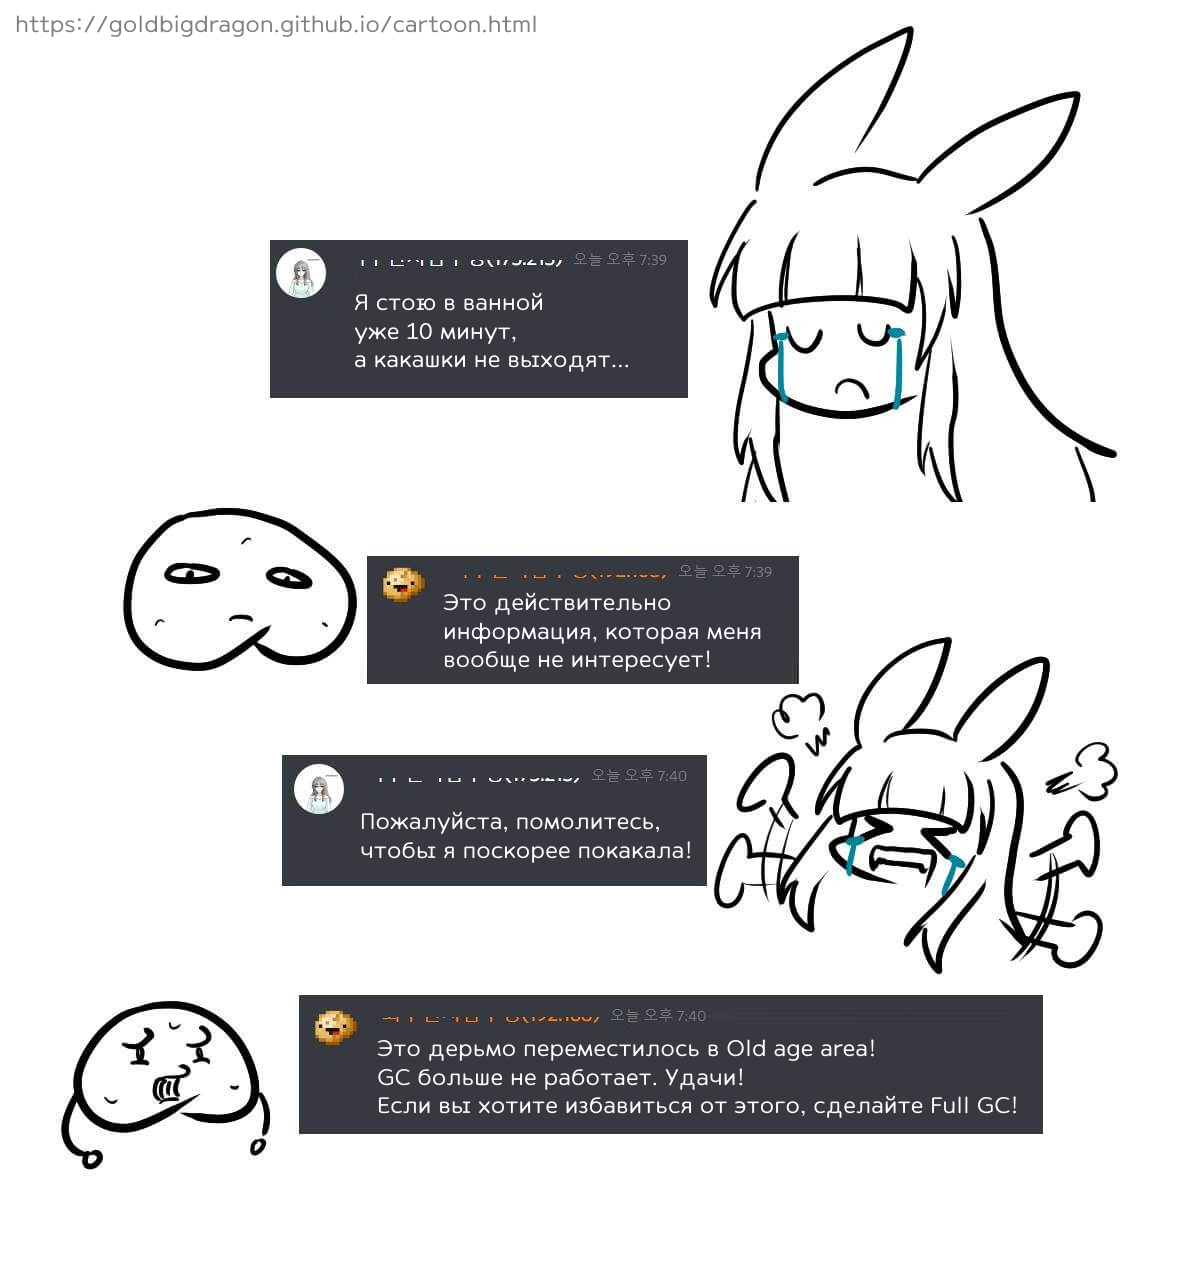 https://goldbigdragon.github.io/cartoon.html
오늘 오후 7:39
Я стою в ванной
уже 10 минут,
а какашки не выходят...
오늘 오후 7:39
Это действительно
информация, которая меня
вообще не интересует!
오늘 오후 7:40
Пожалуйста, помолитесь,
чтобы я поскорее покакала!
오늘 오후 7:40
Это дерьмо переместилось в Old age area!
GC больше не работает. Удачи!
Если вы хотите избавиться от этого, сделайте Full GC!